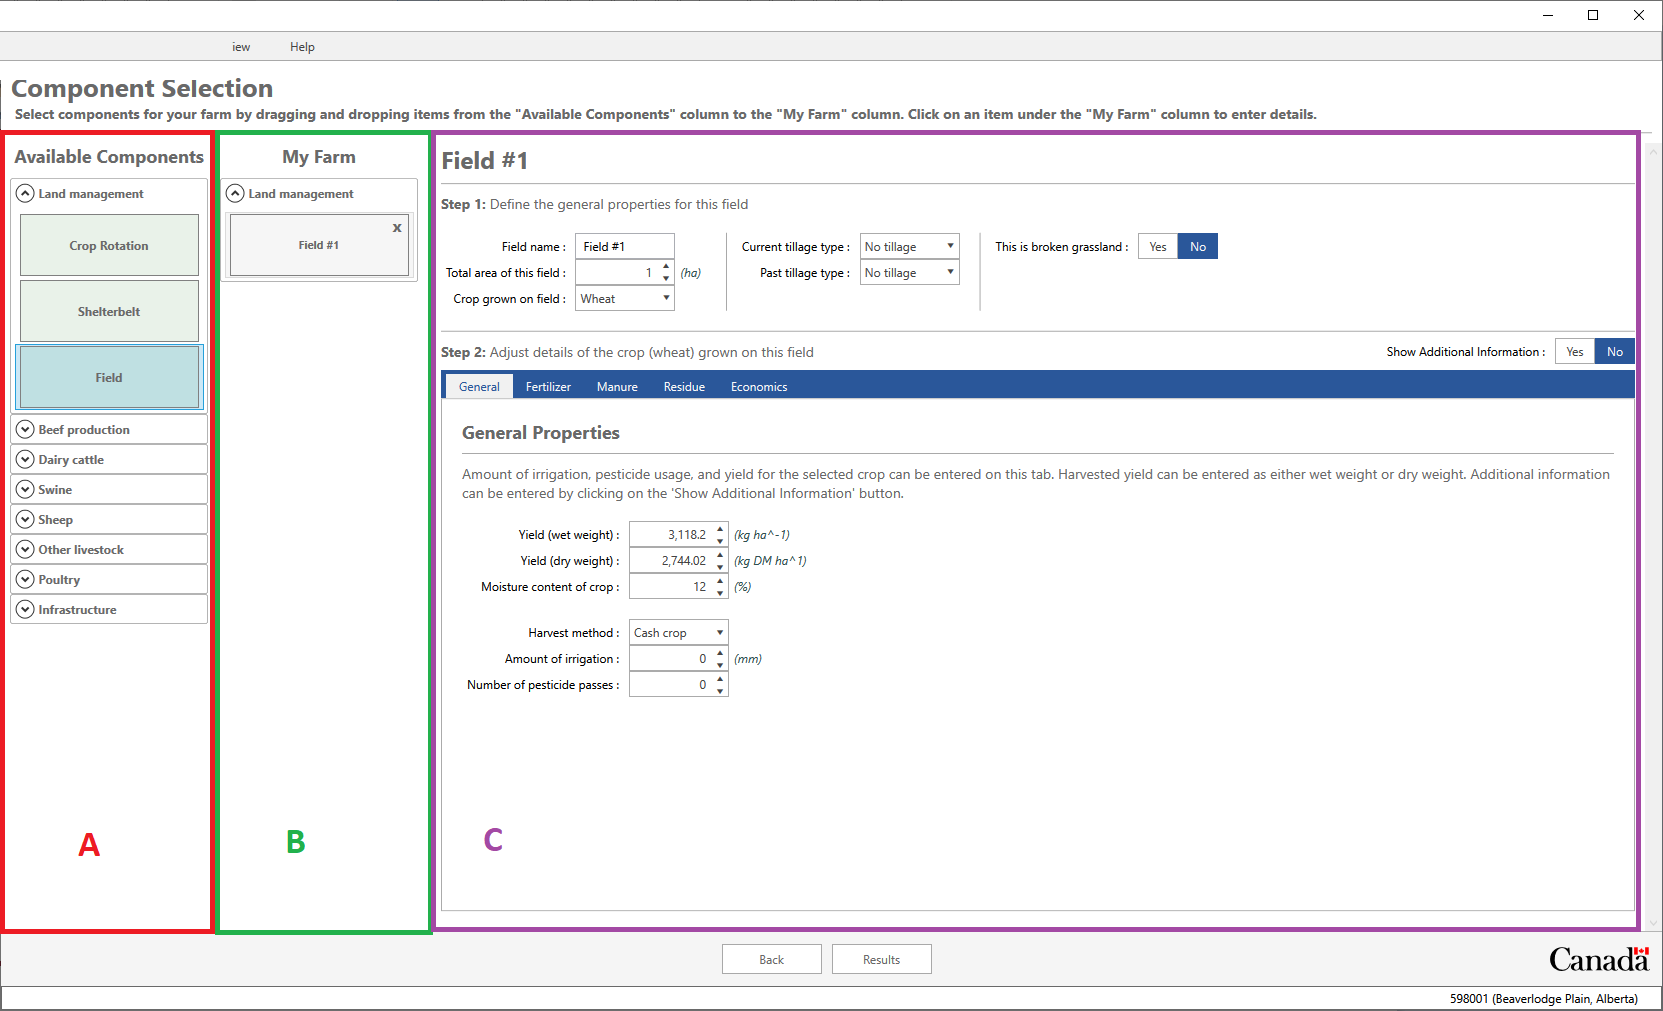 iew Help
Component Selection
Select components for your farm by dragging and dropping items from the "Available Components" column to the "My Farm" column. Click on an item under the "My Farm" column to enter details.
Available Components
Land management
Crop Rotation
Shelterbelt
Field
Beef production
Dairy cattle
Swine
Sheep
Other livestock
Poultry
Infrastructure
A
My Farm
Land management
x
Field #1
B
Field #1
Step 1: Define the general properties for this field
Field name : Field #1
Total area of this field : 1 (ha)
Crop grown on field : Wheat
Current tillage type : No tillage
Past tillage type : No tillage
This is broken grassland : Yes No
Step 2: Adjust details of the crop (wheat) grown on this field
Show Additional Information : Yes No
General Fertilizer Manure Residue Economics
General Properties
Amount of irrigation, pesticide usage, and yield for the selected crop can be entered on this tab. Harvested yield can be entered as either wet weight or dry weight. Additional information
can be entered by clicking on the 'Show Additional Information' button.
Yield (wet weight) : 3,118.2 (kg ha^-1)
Yield (dry weight) : 2,744.02 (kg DM ha^1)
Moisture content of crop : 12 (%)
Harvest method : Cash crop
Amount of irrigation : 0 (mm)
Number of pesticide passes : 0
C
Back Results
Canada
598001 (Beaverlodge Plain, Alberta)